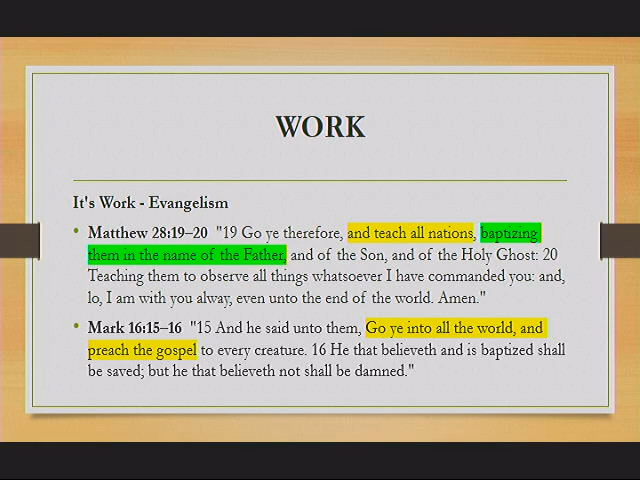 WORK
It's Work - Evangelism
• Matthew 28:19–20 "19 Go ye therefore, and teach all nations, baptizing
them in the name of the Father, and of the Son, and of the Holy Ghost: 20
Teaching them to observe all things whatsoever I have commanded you: and,
lo, I am with you alway, even unto the end of the world. Amen."
• Mark 16:15–16 "15 And he said unto them, Go ye into all the world, and
preach the gospel to every creature. 16 He that believeth and is baptized shall
be saved; but he that believeth not shall be damned."